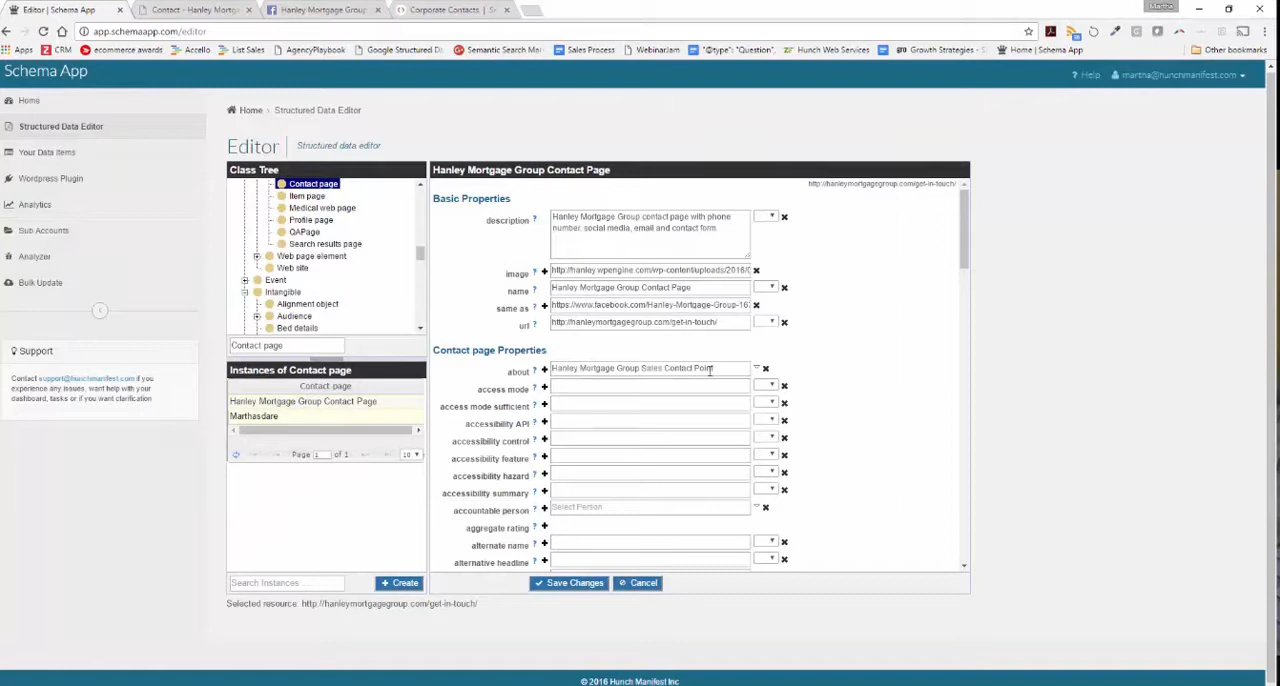 Martha
Editor | Schema App
Contact - Hanley Mortg
Hanley Mortgage Group
Corporate Contacts | S
app.schemaapp.com/editor
Apps
CRM
ecommerce awards
Accello
List Sales
AgencyPlaybook
Google Structured Da
Semantic Search Mar
Sales Process
WebinarJam
"@type": "Question",
Hunch Web Services
Growth Strategies - S
Home | Schema App
Other bookmarks
Schema App
? Help
martha@hunchmanifest.com
Home
Structured Data Editor
Your Data Items
Wordpress Plugin
Analytics
Sub Accounts
Analyzer
Bulk Update
Support
Contact support@hunchmanifest.com if you
experience any issues, want help with your
dashboard, tasks or if you want clarification
Home > Structured Data Editor
Editor
Structured data editor
Class Tree
Contact page
Item page
Medical web page
Profile page
QAPage
Search results page
Web page element
Web site
Event
Intangible
Alignment object
Audience
Bed details
Contact page
Instances of Contact page
Contact page
Hanley Mortgage Group Contact Page
Marthasdare
Page 1 of 1
10
Search Instances ...
+ Create
Selected resource: http://hanleymortgagegroup.com/get-in-touch/
Hanley Mortgage Group Contact Page
http://hanleymortgagegroup.com/get-in-touch/
Basic Properties
description ? Hanley Mortgage Group contact page with phone
number, social media, email and contact form.
image ? http://hanley.wpengine.com/wp-content/uploads/2016/0
name ? Hanley Mortgage Group Contact Page
same as ? https://www.facebook.com/Hanley-Mortgage-Group-167
url ? http://hanleymortgagegroup.com/get-in-touch/
Contact page Properties
about ? Hanley Mortgage Group Sales Contact Point
access mode ?
access mode sufficient ?
accessibility API ?
accessibility control ?
accessibility feature ?
accessibility hazard ?
accessibility summary ?
accountable person ? Select Person
aggregate rating ?
alternate name ?
alternative headline ?
Save Changes
Cancel
© 2016 Hunch Manifest Inc